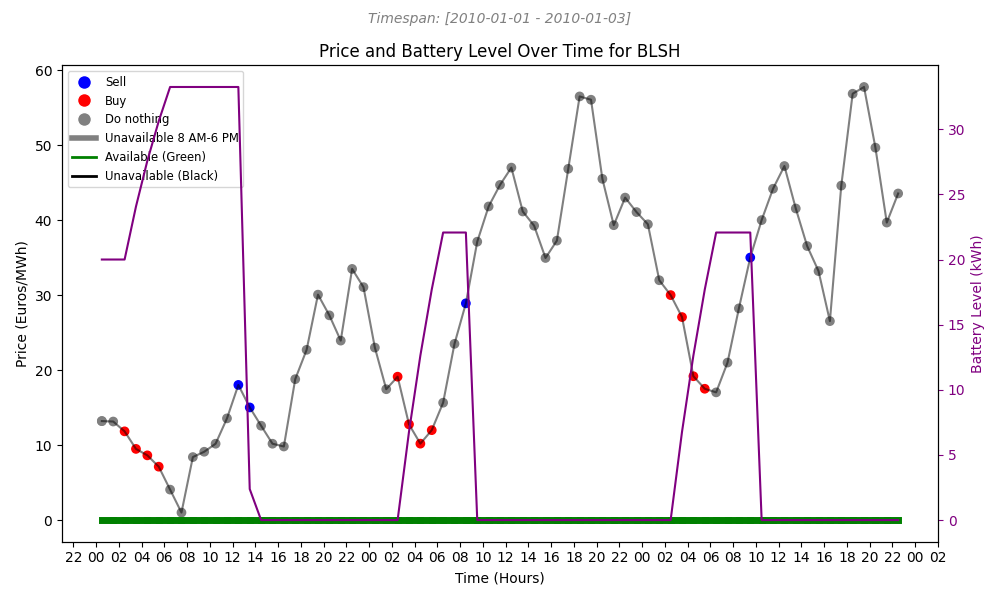 Timespan: [2010-01-01 - 2010-01-03]
Price and Battery Level Over Time for BLSH
Sell
Buy
Do nothing
Unavailable 8 AM-6 PM
Available (Green)
Unavailable (Black)
Price (Euros/MWh)
60
50
40
30
20
10
0
Battery Level (kWh)
30
25
20
15
10
5
0
22 00 02 04 06 08 10 12 14 16 18 20 22 00 02 04 06 08 10 12 14 16 18 20 22 00 02 04 06 08 10 12 14 16 18 20 22 00 02
Time (Hours)